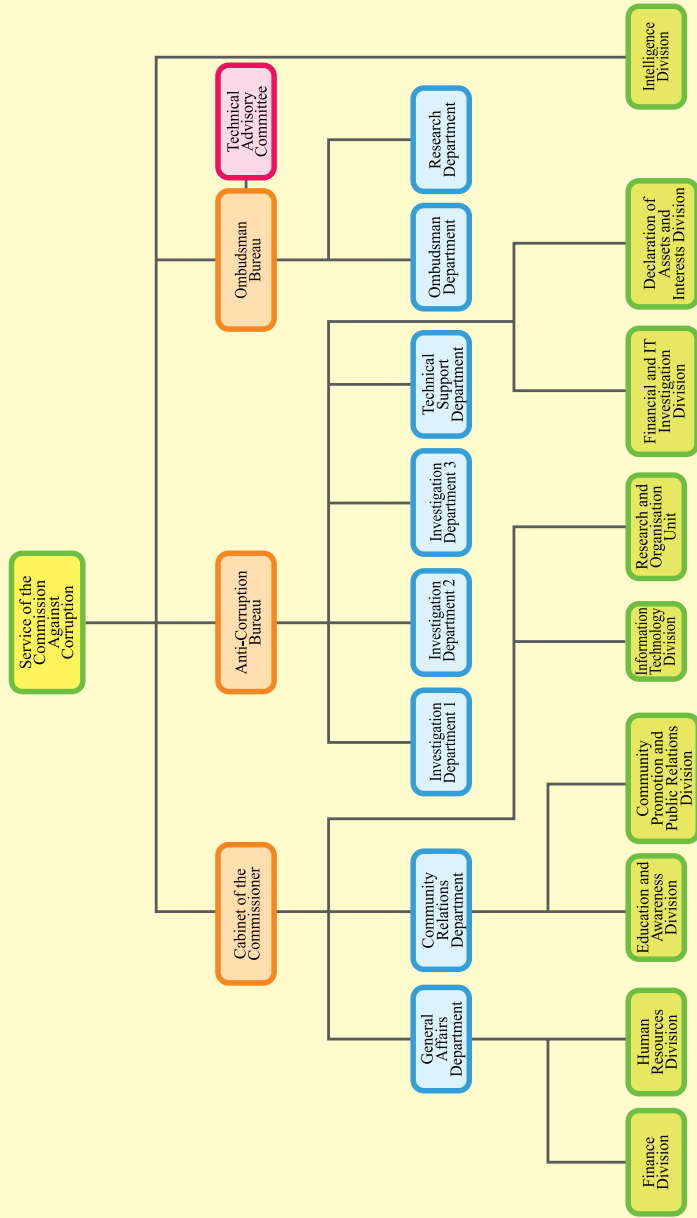 Service of the
Commission
Against
Corruption
Cabinet of the
Commissioner
Anti-Corruption
Bureau
Ombudsman
Bureau
Technical
Advisory
Committee
General
Affairs
Department
Community
Relations
Department
Investigation
Department 1
Investigation
Department 2
Investigation
Department 3
Technical
Support
Department
Ombudsman
Department
Research
Department
Finance
Division
Human
Resources
Division
Education and
Awareness
Division
Community
Promotion and
Public Relations
Division
Information
Technology
Division
Research and
Organisation
Unit
Financial and IT
Investigation
Division
Declaration of
Assets and
Interests Division
Intelligence
Division